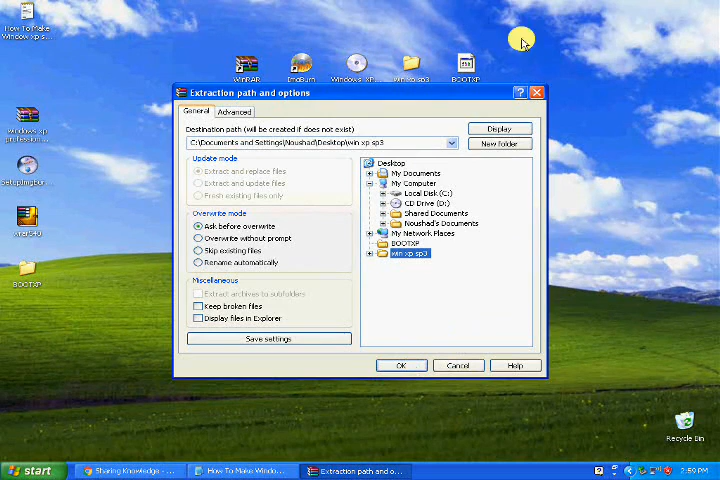 How To Make
Window xp s...
WinRAR
ImgBurn
Windows_XP_...
win xp sp3
BOOTXP
windows xp
profession...
SetupImgBurn...
wrar540
BOOTXP
Extraction path and options
General
Advanced
Destination path (will be created if does not exist)
Display
C:\Documents and Settings\Noushad\Desktop\win xp sp3
New folder
Update mode
Extract and replace files
Extract and update files
Fresh existing files only
Overwrite mode
Ask before overwrite
Overwrite without prompt
Skip existing files
Rename automatically
Miscellaneous
Extract archives to subfolders
Keep broken files
Display files in Explorer
Save settings
Desktop
My Documents
My Computer
Local Disk (C:)
CD Drive (D:)
Shared Documents
Noushad's Documents
My Network Places
BOOTXP
win xp sp3
OK
Cancel
Help
Recycle Bin
start
Sharing Knowledge - ...
How To Make Windo...
Extraction path and o...
2:59 PM